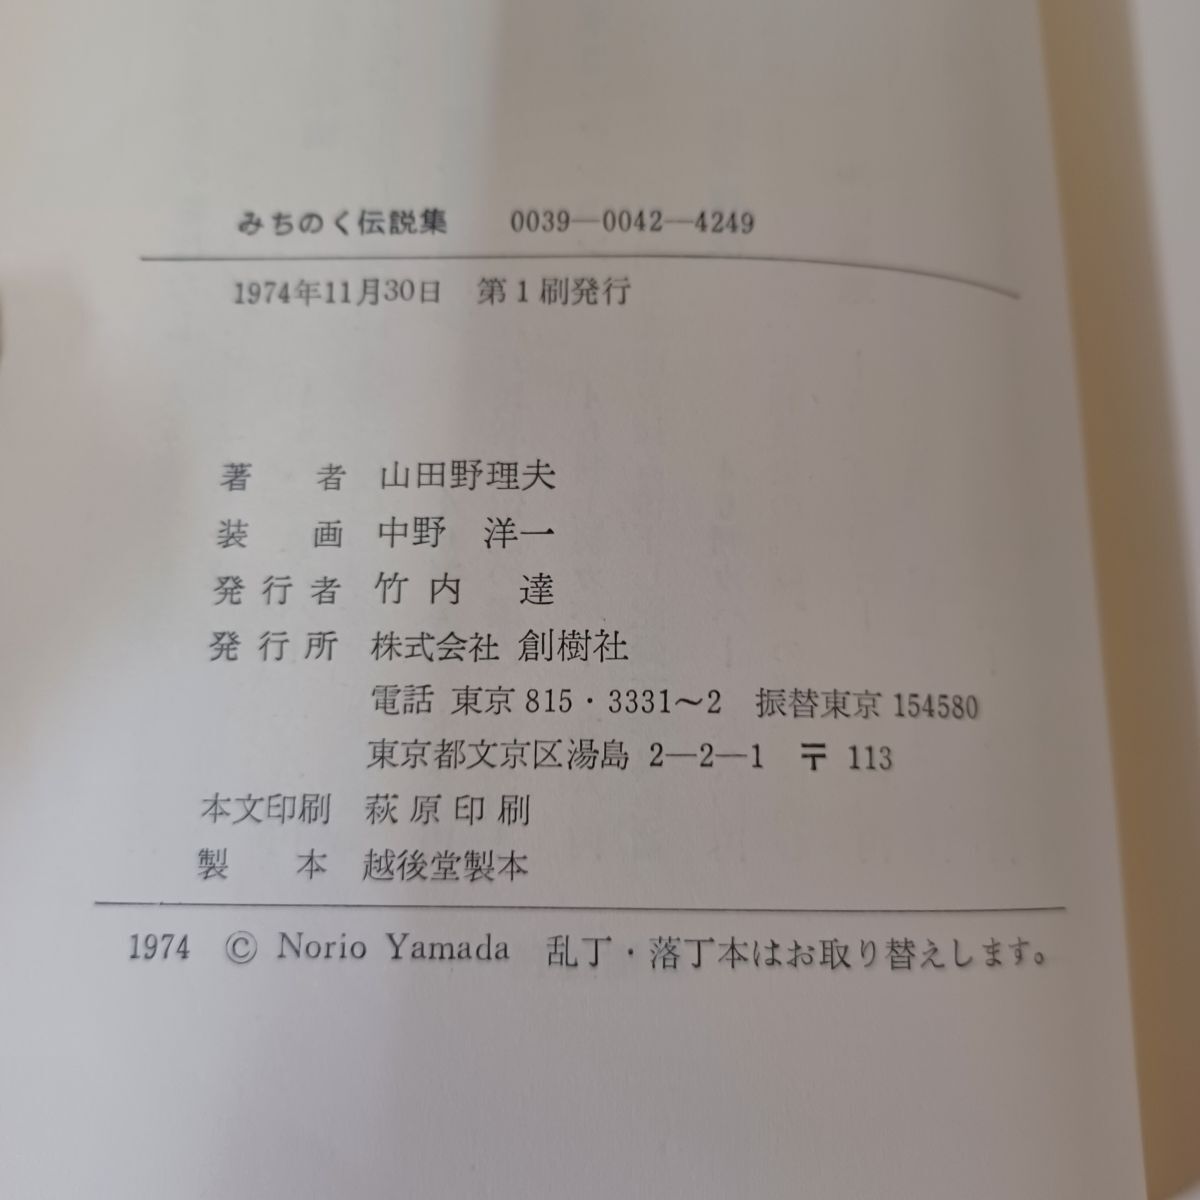 みちのく伝説集　0039—0042—4249
1974年11月30日　第1刷発行
著者　山田野理夫
装画　中野　洋一
発行者　竹内　達
発行所　株式会社 創樹社
電話 東京 815・3331〜2　振替東京 154580
東京都文京区湯島 2—2—1　〒 113
本文印刷　萩原印刷
製本　越後堂製本
1974　© Norio Yamada　乱丁・落丁本はお取り替えします。